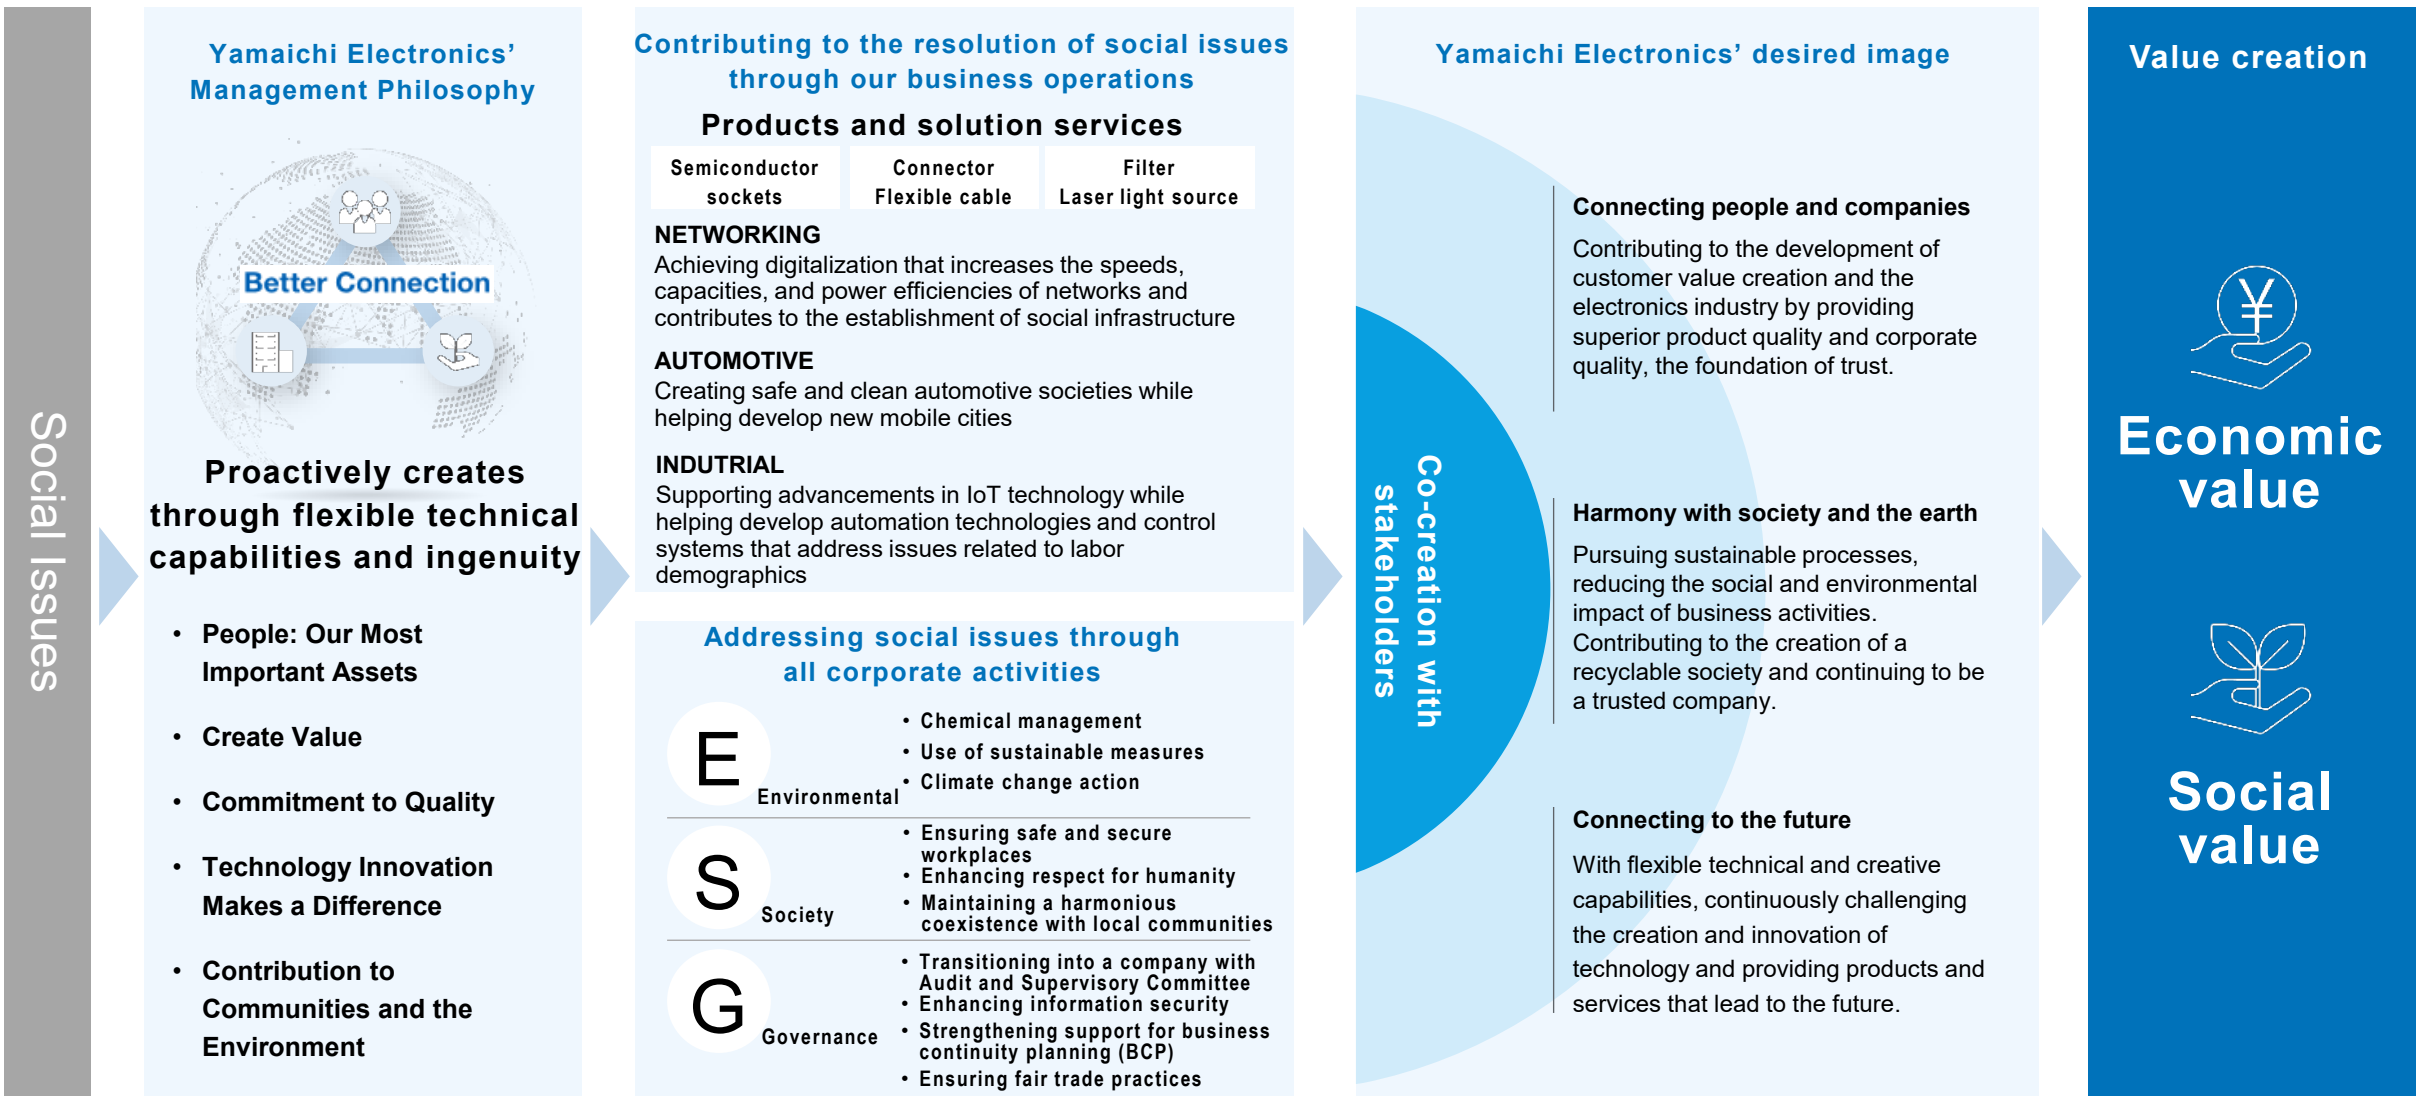 Social Issues
Yamaichi Electronics’
Management Philosophy
Better Connection
Proactively creates
through flexible technical
capabilities and ingenuity
• People: Our Most
Important Assets
• Create Value
• Commitment to Quality
• Technology Innovation
Makes a Difference
• Contribution to
Communities and the
Environment
Contributing to the resolution of social issues
through our business operations
Products and solution services
Semiconductor
sockets
Connector
Flexible cable
Filter
Laser light source
NETWORKING
Achieving digitalization that increases the speeds,
capacities, and power efficiencies of networks and
contributes to the establishment of social infrastructure
AUTOMOTIVE
Creating safe and clean automotive societies while
helping develop new mobile cities
INDUTRIAL
Supporting advancements in IoT technology while
helping develop automation technologies and control
systems that address issues related to labor
demographics
Addressing social issues through
all corporate activities
E
Environmental
• Chemical management
• Use of sustainable measures
• Climate change action
S
Society
• Ensuring safe and secure
workplaces
• Enhancing respect for humanity
• Maintaining a harmonious
coexistence with local communities
G
Governance
• Transitioning into a company with
Audit and Supervisory Committee
• Enhancing information security
• Strengthening support for business
continuity planning (BCP)
• Ensuring fair trade practices
Yamaichi Electronics’ desired image
Co-creation with
stakeholders
Connecting people and companies
Contributing to the development of
customer value creation and the
electronics industry by providing
superior product quality and corporate
quality, the foundation of trust.
Harmony with society and the earth
Pursuing sustainable processes,
reducing the social and environmental
impact of business activities.
Contributing to the creation of a
recyclable society and continuing to be
a trusted company.
Connecting to the future
With flexible technical and creative
capabilities, continuously challenging
the creation and innovation of
technology and providing products and
services that lead to the future.
Value creation
¥
Economic
value
Social
value